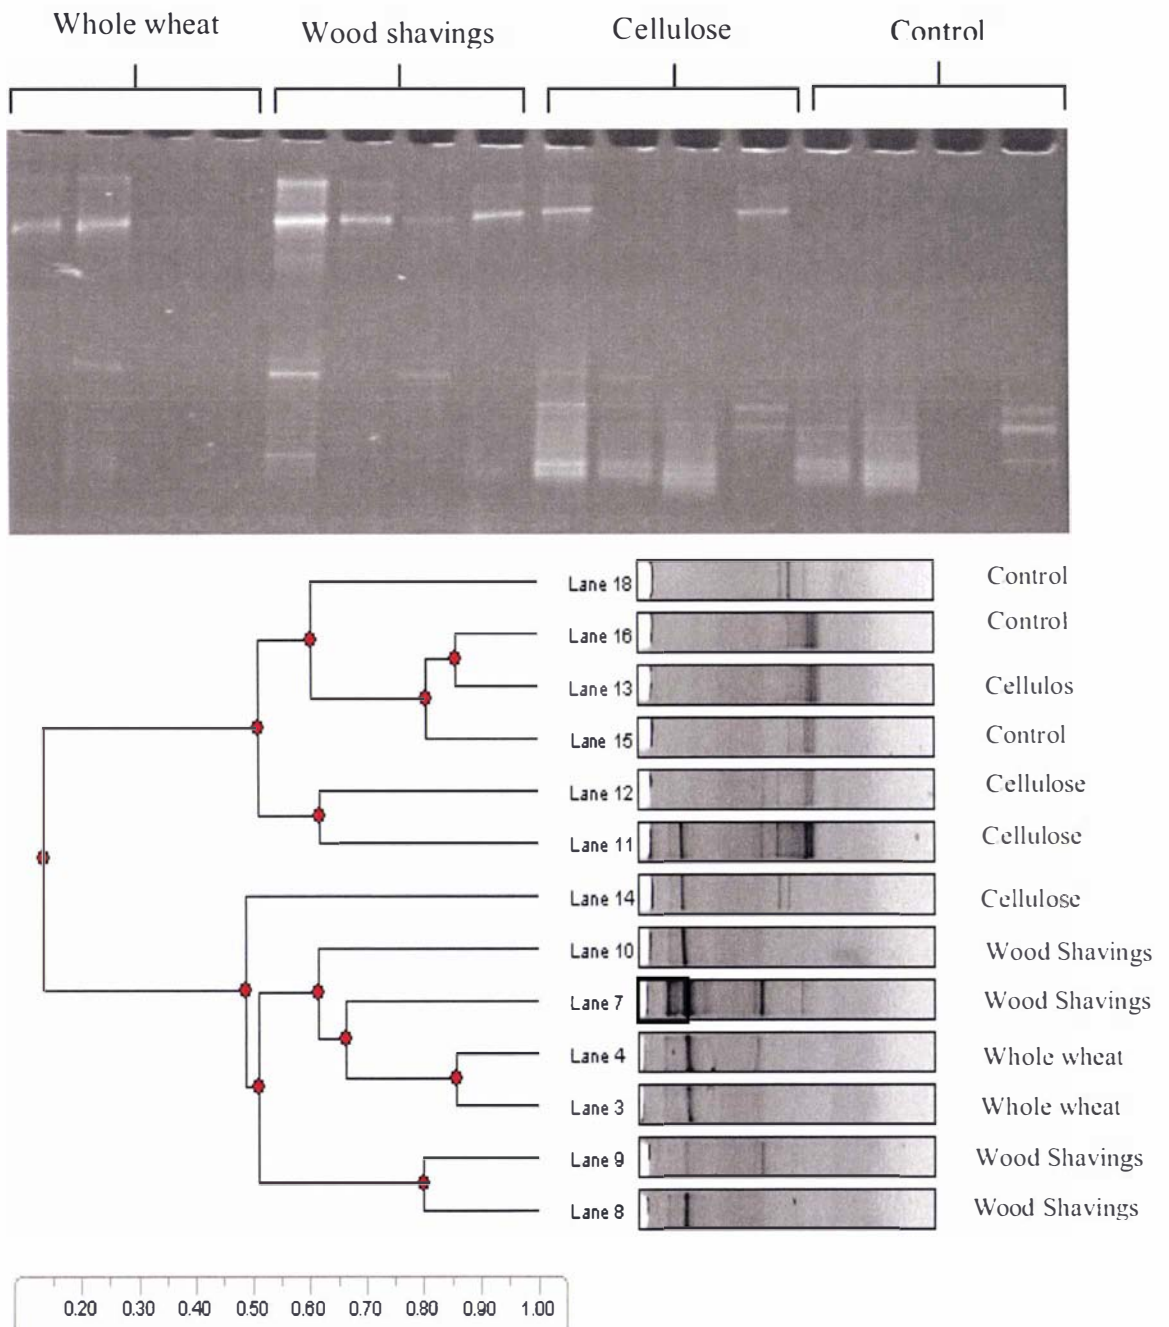 Whole wheat
Wood shavings
Cellulose
Control
Lane 18 Control
Lane 16 Control
Lane 13 Cellulos
Lane 15 Control
Lane 12 Cellulose
Lane 11 Cellulose
Lane 14 Cellulose
Lane 10 Wood Shavings
Lane 7 Wood Shavings
Lane 4 Whole wheat
Lane 3 Whole wheat
Lane 9 Wood Shavings
Lane 8 Wood Shavings
0.20 0.30 0.40 0.50 0.60 0.70 0.80 0.90 1.00